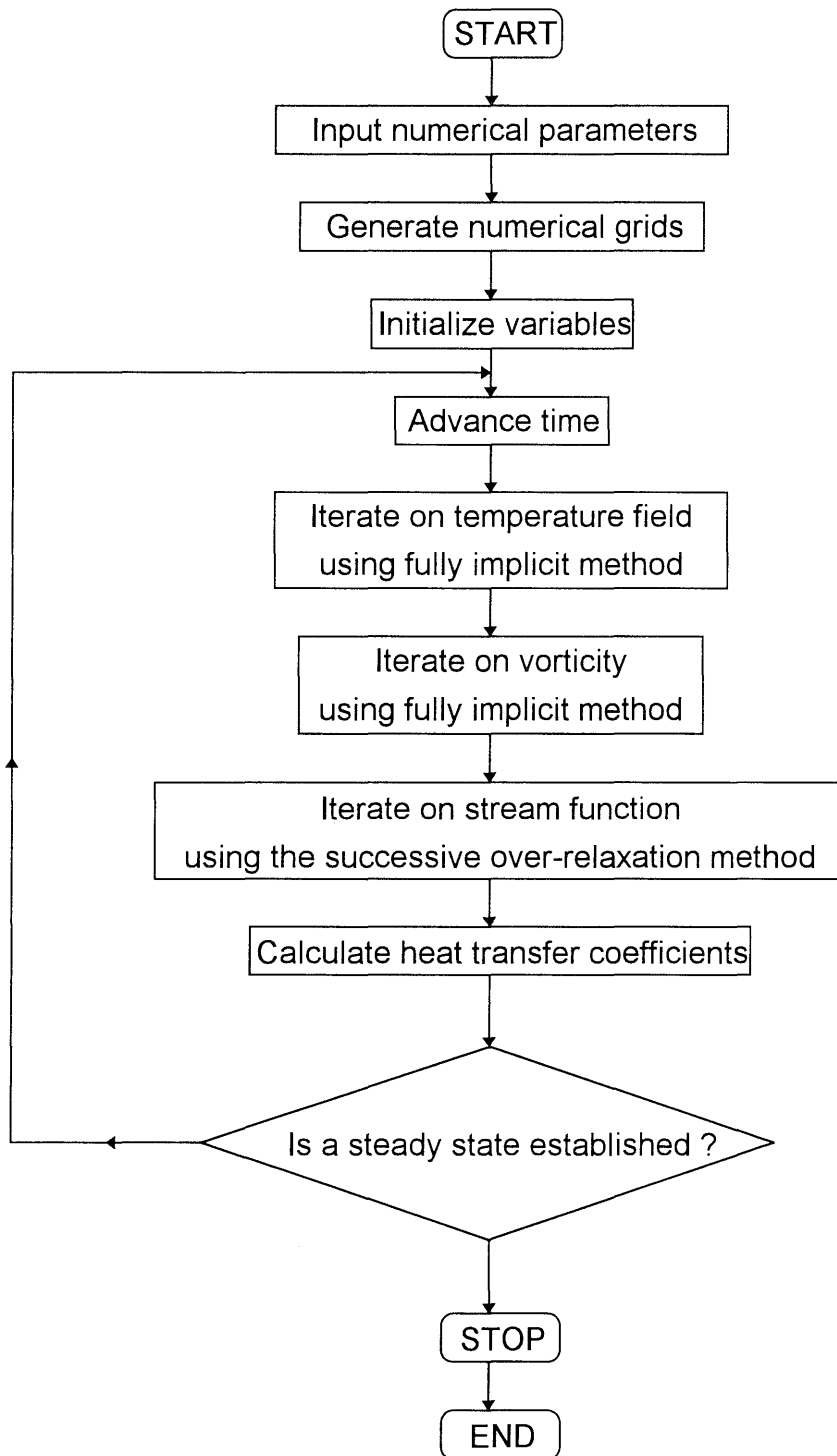 START
Input numerical parameters
Generate numerical grids
Initialize variables
Advance time
Iterate on temperature field
using fully implicit method
Iterate on vorticity
using fully implicit method
Iterate on stream function
using the successive over-relaxation method
Calculate heat transfer coefficients
Is a steady state established ?
STOP
END